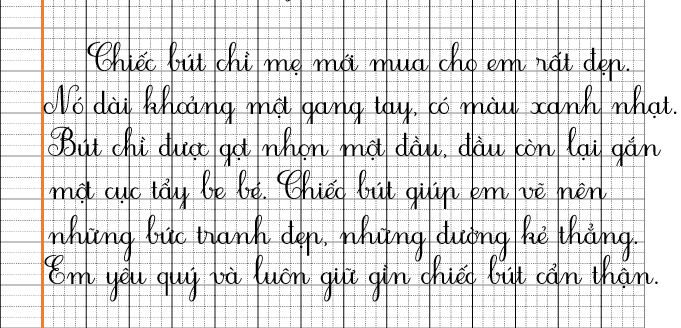 Chiếc bút chì mẹ mới mua cho em rất đẹp.
Nó dài khoảng một gang tay, có màu xanh nhạt.
Bút chì được gọt nhọn một đầu, đầu còn lại gắn
một cục tẩy be bé. Chiếc bút giúp em vẽ nên
những bức tranh đẹp, những đường kẻ thẳng.
Em yêu quý và luôn giữ gìn chiếc bút cẩn thận.